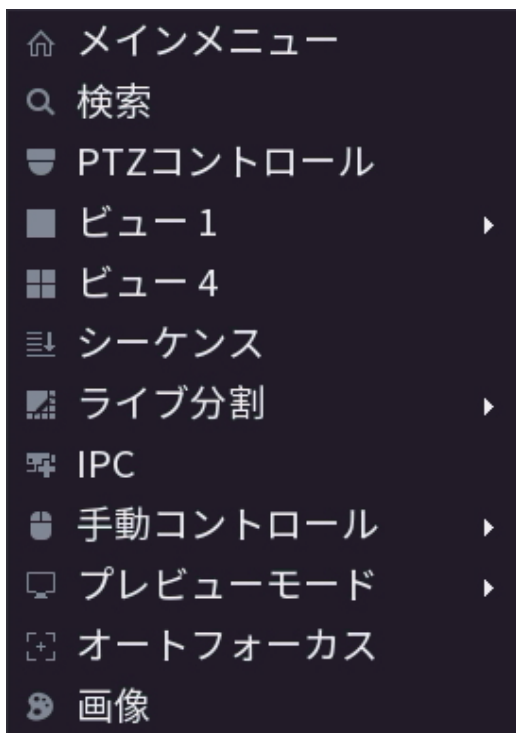 メインメニュー
検索
PTZコントロール
ビュー 1
ビュー 4
シーケンス
ライブ分割
IPC
手動コントロール
プレビューモード
オートフォーカス
画像